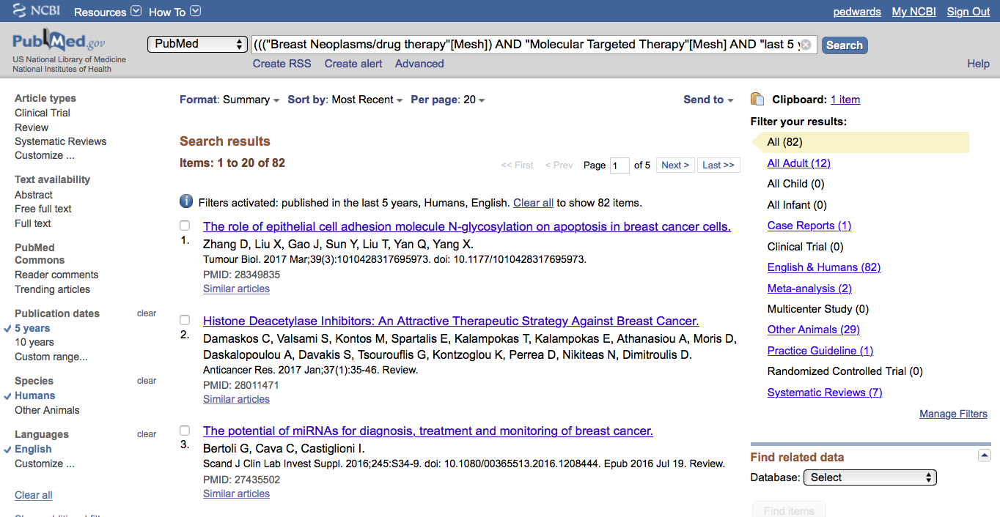 NCBI Resources How To pedwards My NCBI Sign Out
PubMed.gov
US National Library of Medicine
National Institutes of Health
PubMed
((("Breast Neoplasms/drug therapy"[Mesh]) AND "Molecular Targeted Therapy"[Mesh] AND "last 5
Search
Create RSS Create alert Advanced Help
Article types
Clinical Trial
Review
Systematic Reviews
Customize ...
Text availability
Abstract
Free full text
Full text
PubMed
Commons
Reader comments
Trending articles
Publication dates clear
5 years
10 years
Custom range...
Species clear
Humans
Other Animals
Languages clear
English
Customize ...
Clear all
Format: Summary Sort by: Most Recent Per page: 20 Send to
Search results
Items: 1 to 20 of 82
<< First < Prev Page 1 of 5 Next > Last >>
Filters activated: published in the last 5 years, Humans, English. Clear all to show 82 items.
The role of epithelial cell adhesion molecule N-glycosylation on apoptosis in breast cancer cells.
1. Zhang D, Liu X, Gao J, Sun Y, Liu T, Yan Q, Yang X.
Tumour Biol. 2017 Mar;39(3):1010428317695973. doi: 10.1177/1010428317695973.
PMID: 28349835
Similar articles
Histone Deacetylase Inhibitors: An Attractive Therapeutic Strategy Against Breast Cancer.
2. Damaskos C, Valsami S, Kontos M, Spartalis E, Kalampokas T, Kalampokas E, Athanasiou A, Moris D,
Daskalopoulou A, Davakis S, Tsourouflis G, Kontzoglou K, Perrea D, Nikiteas N, Dimitroulis D.
Anticancer Res. 2017 Jan;37(1):35-46. Review.
PMID: 28011471
Similar articles
The potential of miRNAs for diagnosis, treatment and monitoring of breast cancer.
3. Bertoli G, Cava C, Castiglioni I.
Scand J Clin Lab Invest Suppl. 2016;245:S34-9. doi: 10.1080/00365513.2016.1208444. Epub 2016 Jul 19. Review.
PMID: 27435502
Similar articles
Clipboard: 1 item
Filter your results:
All (82)
All Adult (12)
All Child (0)
All Infant (0)
Case Reports (1)
Clinical Trial (0)
English & Humans (82)
Meta-analysis (2)
Multicenter Study (0)
Other Animals (29)
Practice Guideline (1)
Randomized Controlled Trial (0)
Systematic Reviews (7)
Manage Filters
Find related data
Database: Select
Find items